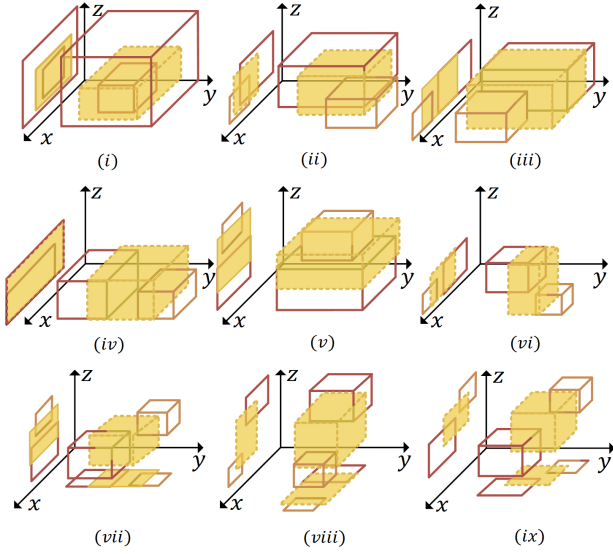 z z z
y y y
x x x
(i) (ii) (iii)
z z z
y y y
x x x
(iv) (v) (vi)
z z z
y y y
x x x
(vii) (viii) (ix)